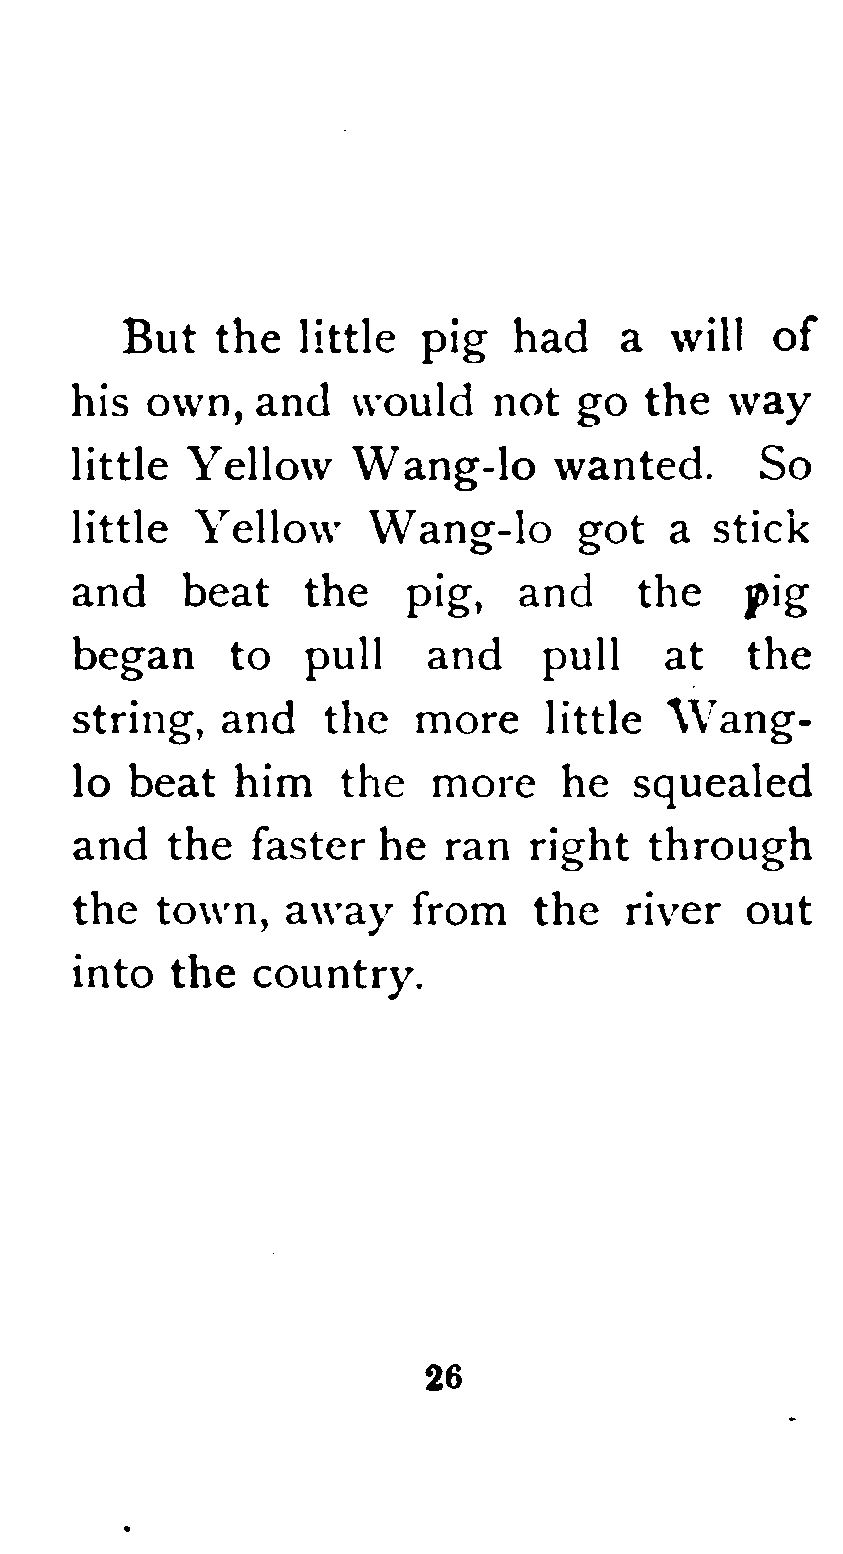 But the little pig had a will of
his own, and would not go the way
little Yellow Wang-lo wanted. So
little Yellow Wang-lo got a stick
and beat the pig, and the pig
began to pull and pull at the
string, and the more little Wang-
lo beat him the more he squealed
and the faster he ran right through
the town, away from the river out
into the country.
26